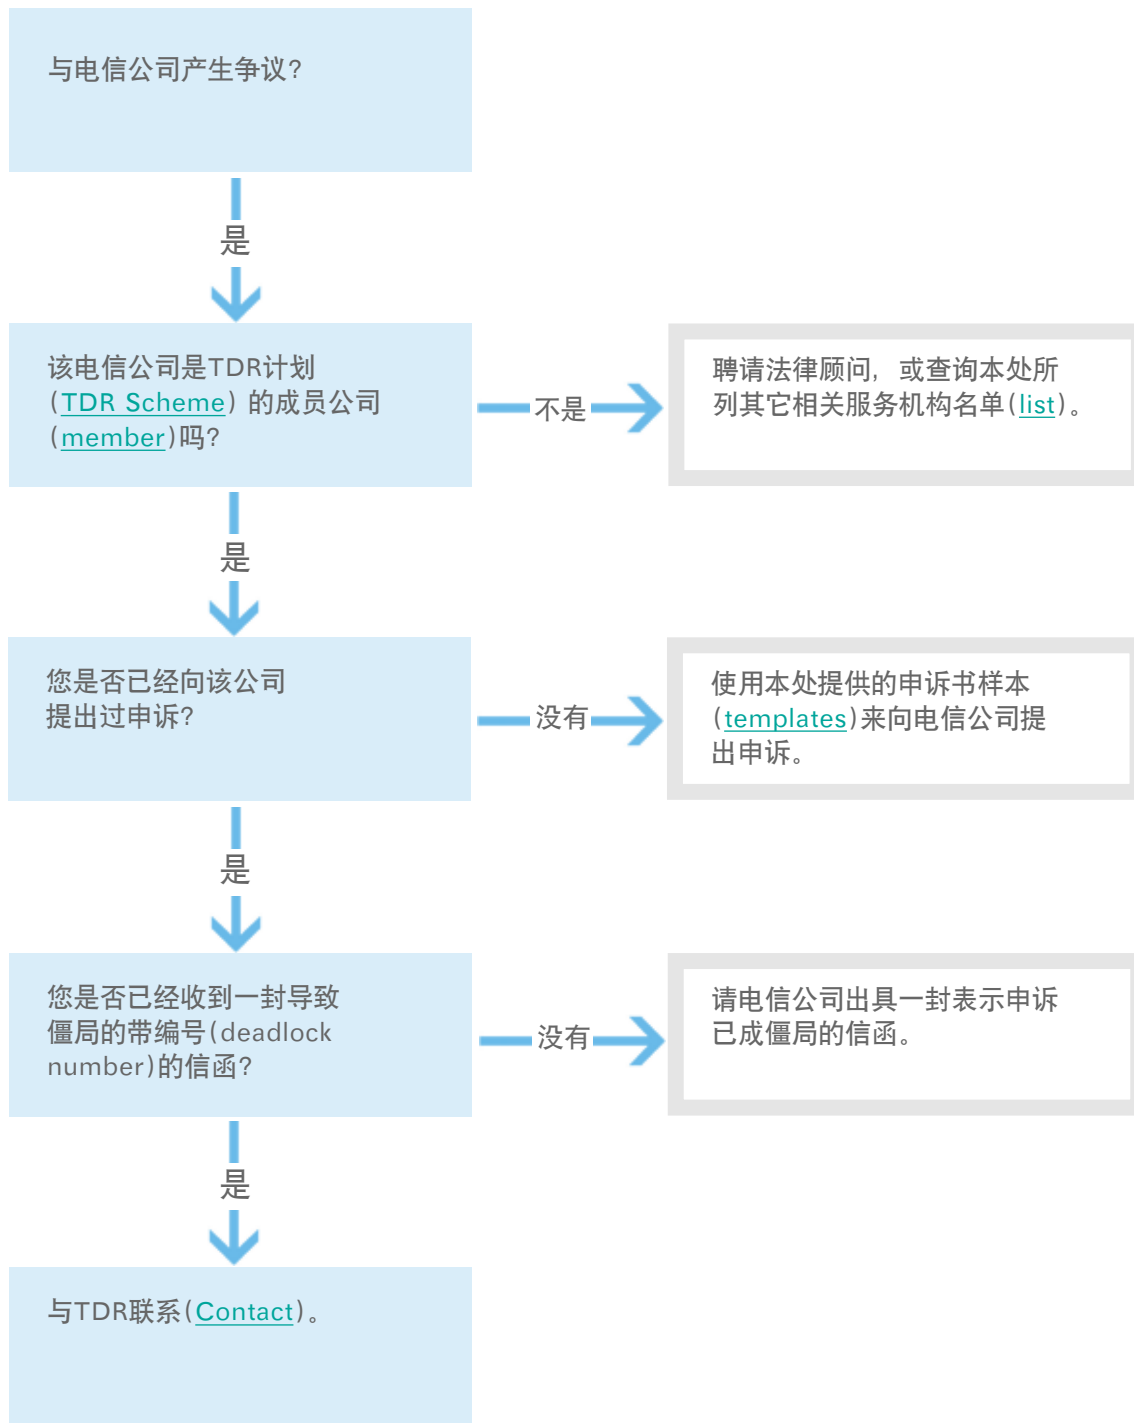 与电信公司产生争议？
是
该电信公司是TDR计划
（TDR Scheme）的成员公司
（member）吗？
不是
聘请法律顾问，或查询本处所
列其它相关服务机构名单（list）。
是
您是否已经向该公司
提出过申诉？
没有
使用本处提供的申诉书样本
（templates）来向电信公司提
出申诉。
是
您是否已经收到一封导致
僵局的带编号（deadlock
number）的信函？
没有
请电信公司出具一封表示申诉
已成僵局的信函。
是
与TDR联系（Contact）。